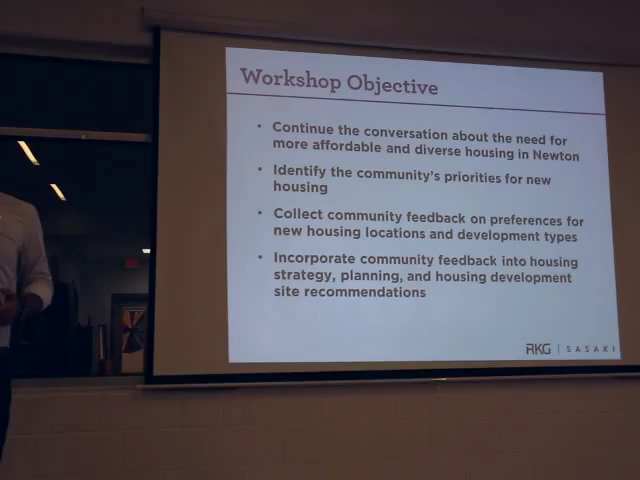 Workshop Objective
• Continue the conversation about the need for
more affordable and diverse housing in Newton
• Identify the community's priorities for new
housing
• Collect community feedback on preferences for
new housing locations and development types
• Incorporate community feedback into housing
strategy, planning, and housing development
site recommendations
RKG | SASAKI